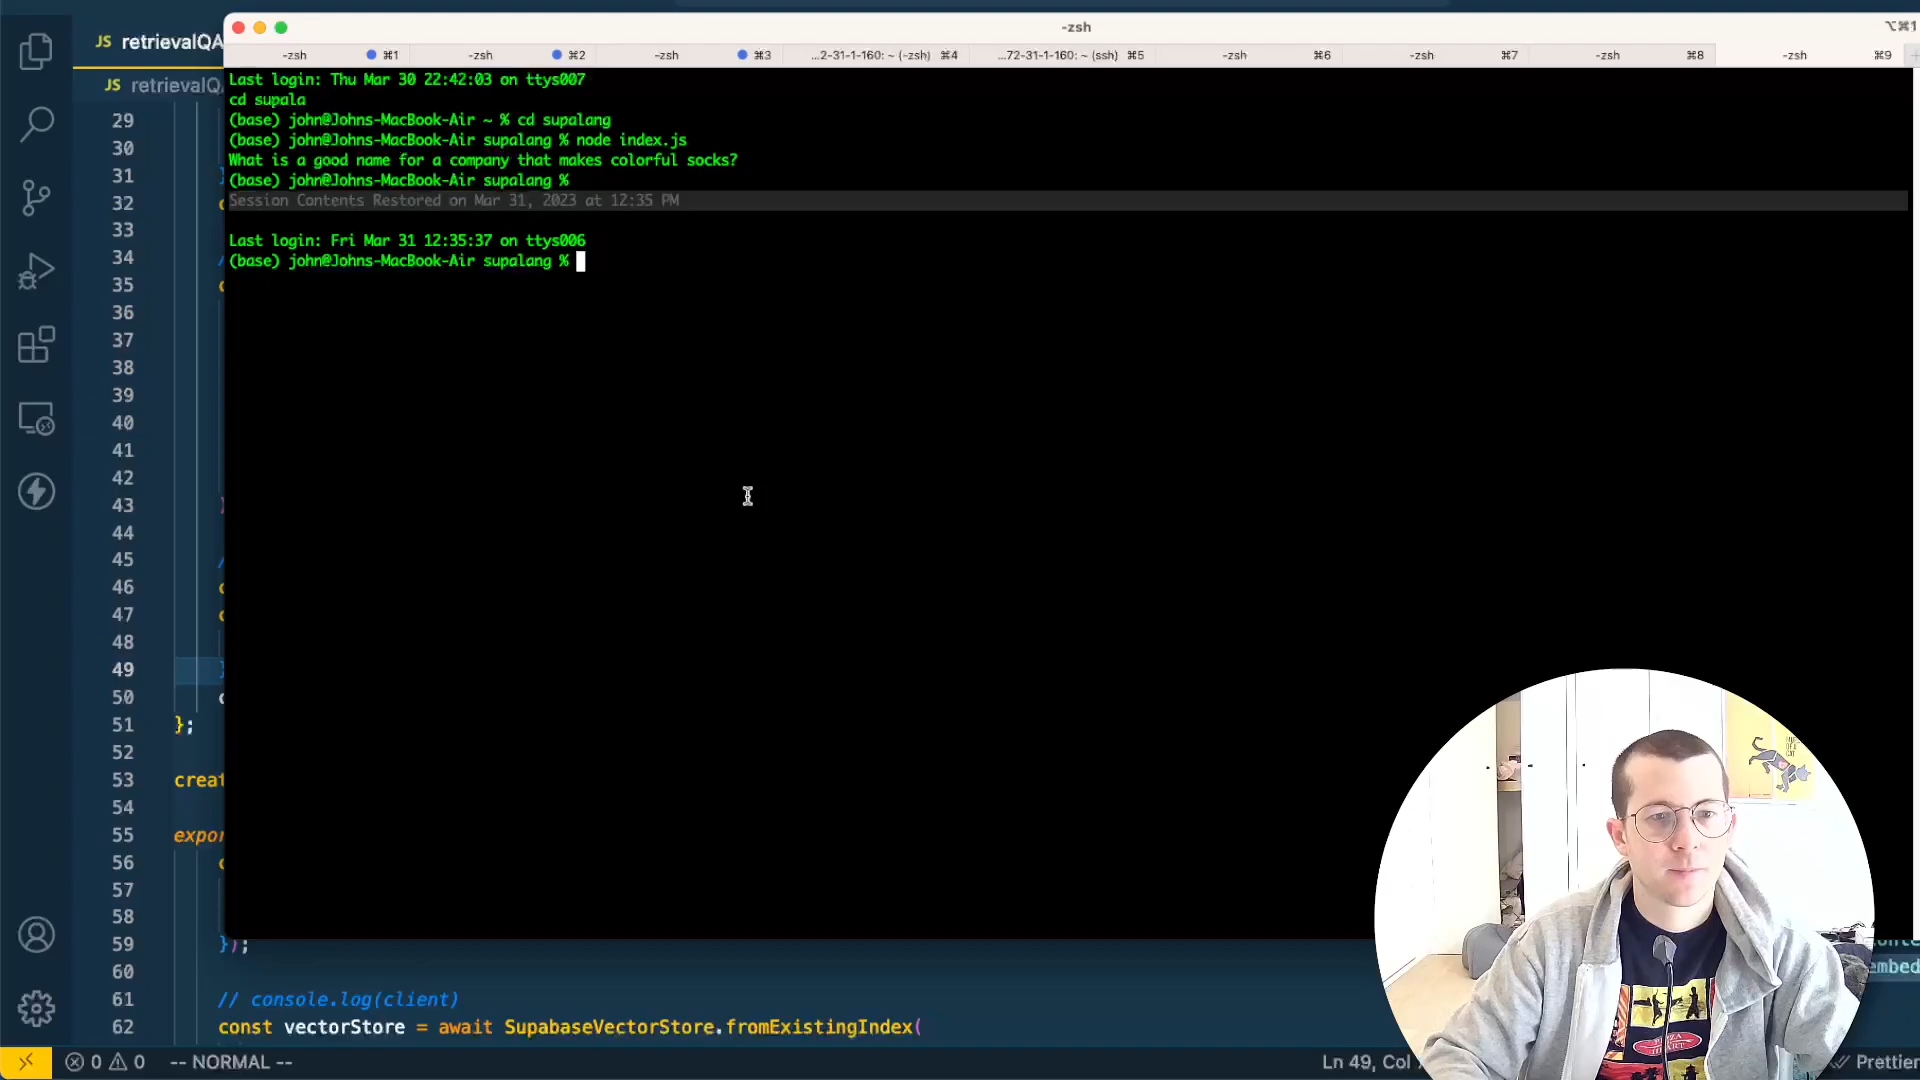 -zsh
⌥⌘1
-zsh ⌘1
-zsh ⌘2
-zsh ⌘3
...2-31-1-160: ~ (-zsh) ⌘4
...72-31-1-160: ~ (ssh) ⌘5
-zsh ⌘6
-zsh ⌘7
-zsh ⌘8
-zsh ⌘9
JS retrievalQA
JS retrievalQ
Last login: Thu Mar 30 22:42:03 on ttys007
cd supala
(base) john@Johns-MacBook-Air ~ % cd supalang
(base) john@Johns-MacBook-Air supalang % node index.js
What is a good name for a company that makes colorful socks?
(base) john@Johns-MacBook-Air supalang %
Session Contents Restored on Mar 31, 2023 at 12:35 PM
Last login: Fri Mar 31 12:35:37 on ttys006
(base) john@Johns-MacBook-Air supalang %
29
30
31
32
33
34
35
36
37
38
39
40
41
42
43
44
45
46
47
48
49
50
51 };
52
53 creat
54
55 expor
56
57
58
59 });
60
61 // console.log(client)
62 const vectorStore = await SupabaseVectorStore.fromExistingIndex(
embed
0 0 -- NORMAL --
Ln 49, Col
Prettier